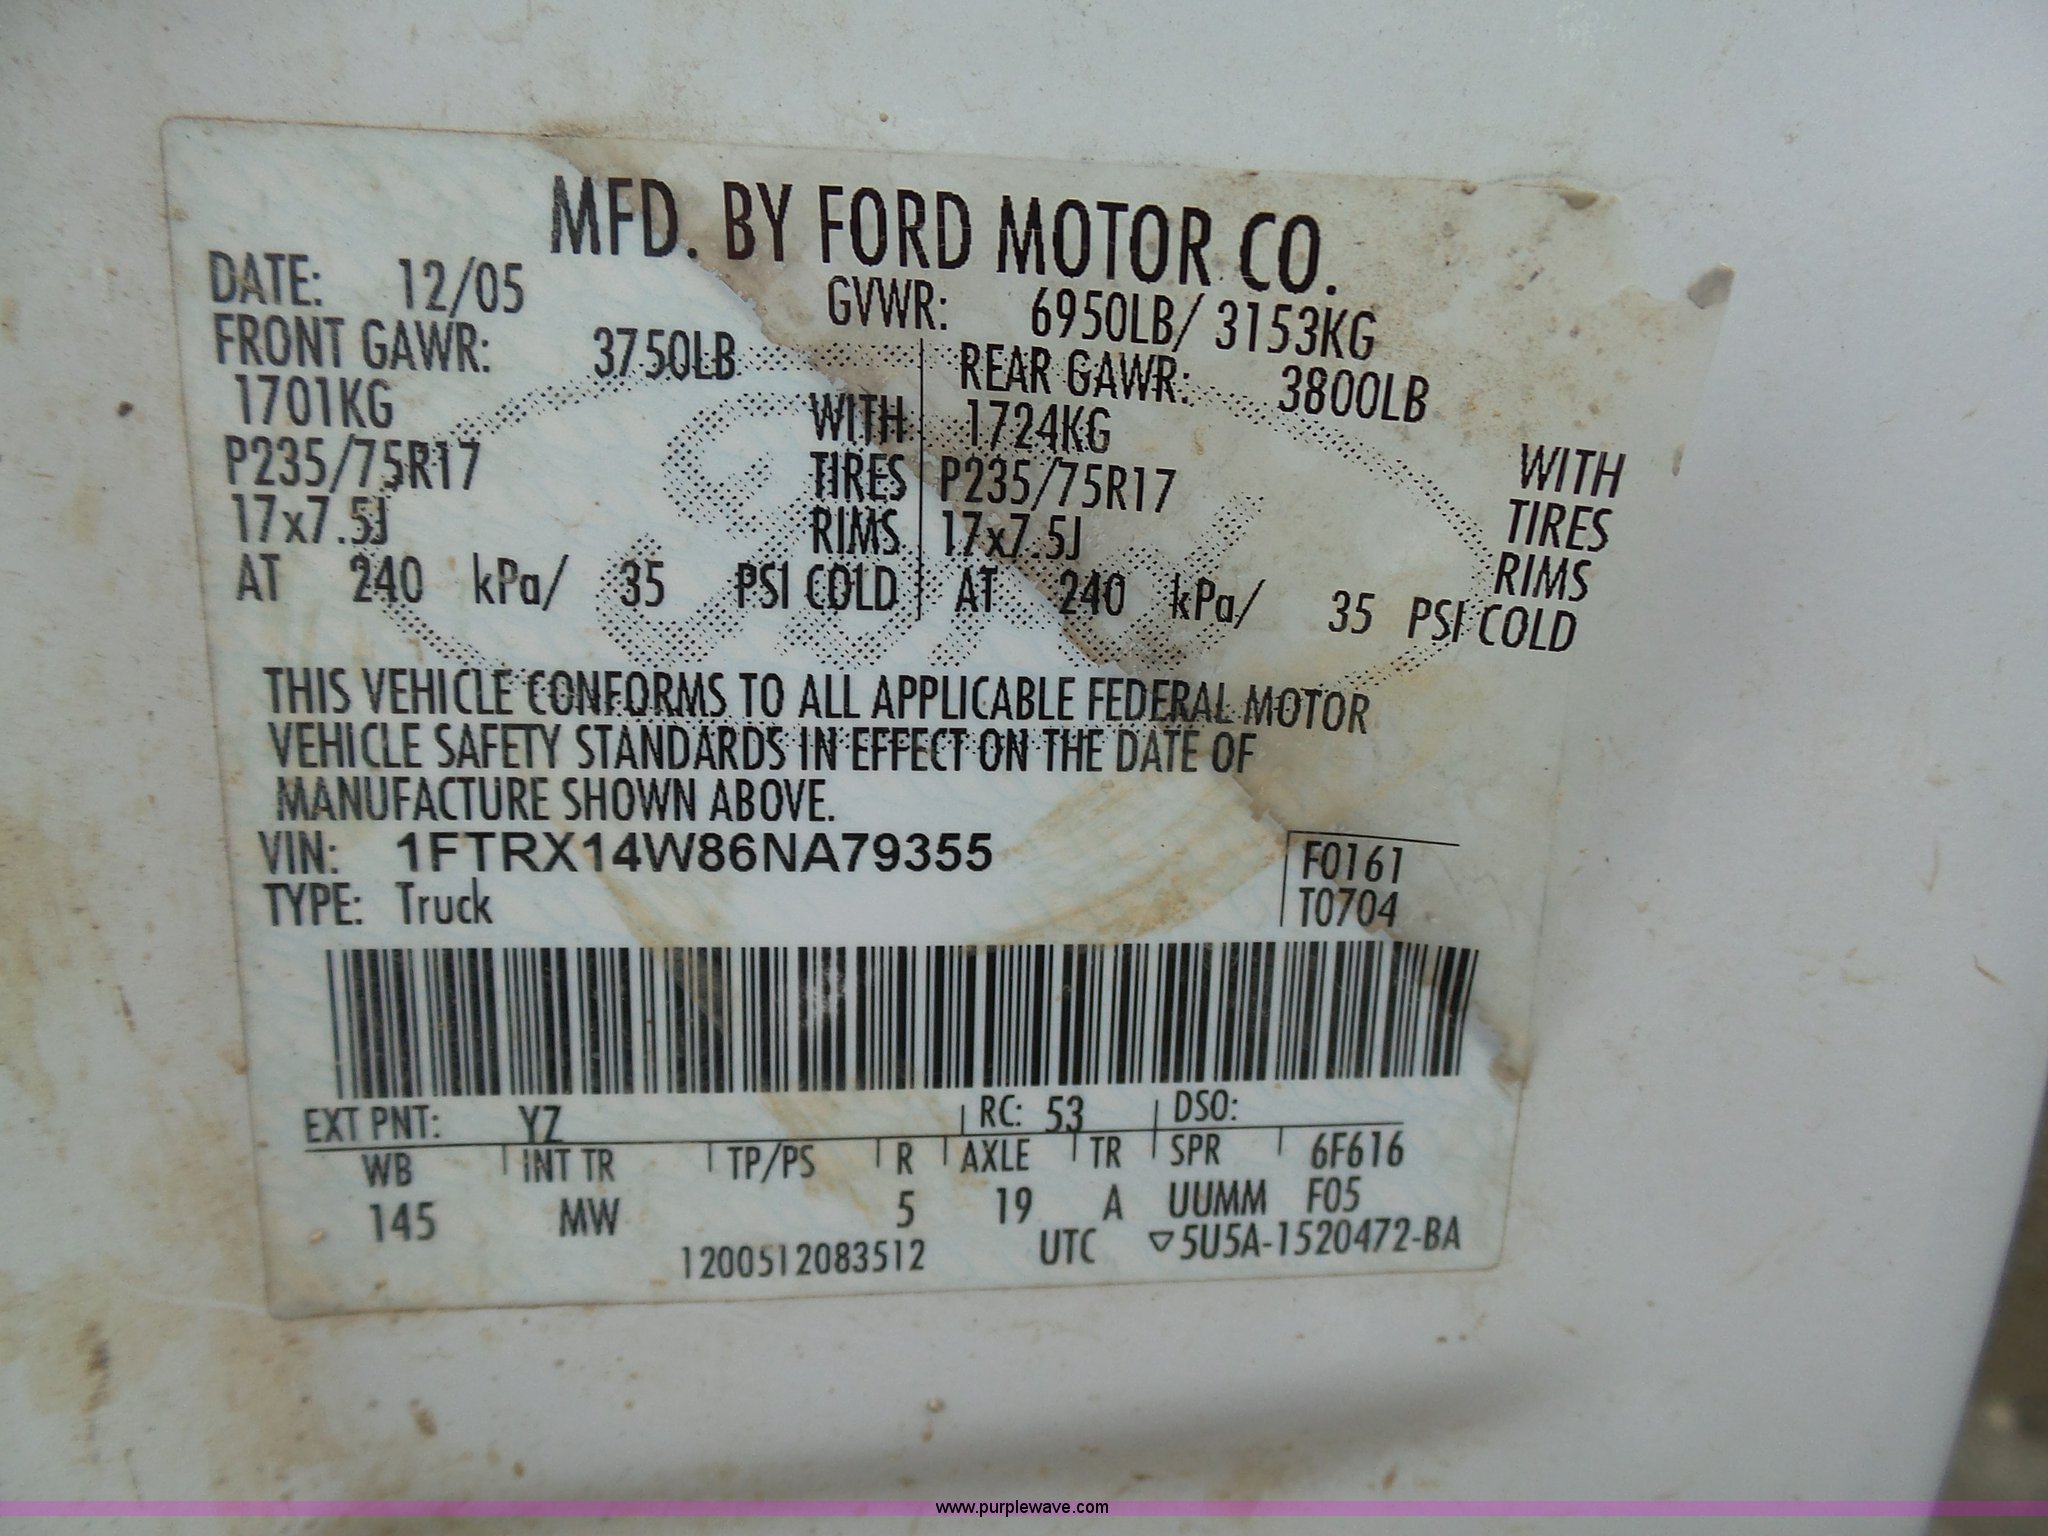 MFD. BY FORD MOTOR CO.
DATE: 12/05 GVWR: 6950LB/ 3153KG
FRONT GAWR: 3750LB REAR GAWR: 3800LB
1701KG WITH 1724KG WITH
P235/75R17 TIRES P235/75R17 TIRES
17x7.5J RIMS 17x7.5J RIMS
AT 240 kPa/ 35 PSI COLD AT 240 kPa/ 35 PSI COLD
THIS VEHICLE CONFORMS TO ALL APPLICABLE FEDERAL MOTOR
VEHICLE SAFETY STANDARDS IN EFFECT ON THE DATE OF
MANUFACTURE SHOWN ABOVE.
VIN: 1FTRX14W86NA79355 F0161
TYPE: Truck T0704
EXT PNT: YZ RC: 53 DSO:
WB INT TR TP/PS R AXLE TR SPR 6F616
145 MW 5 19 A UUMM F05
1200512083512 UTC ▽5U5A-1520472-BA
www.purplewave.com